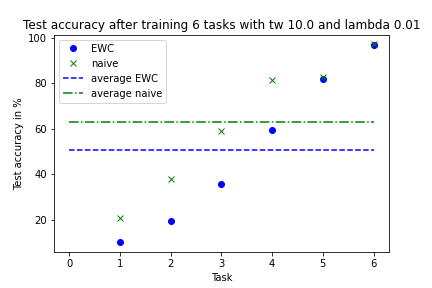 Test accuracy after training 6 tasks with tw 10.0 and lambda 0.01
EWC
naive
average EWC
average naive
Test accuracy in %
100
80
60
40
20
0 1 2 3 4 5 6
Task